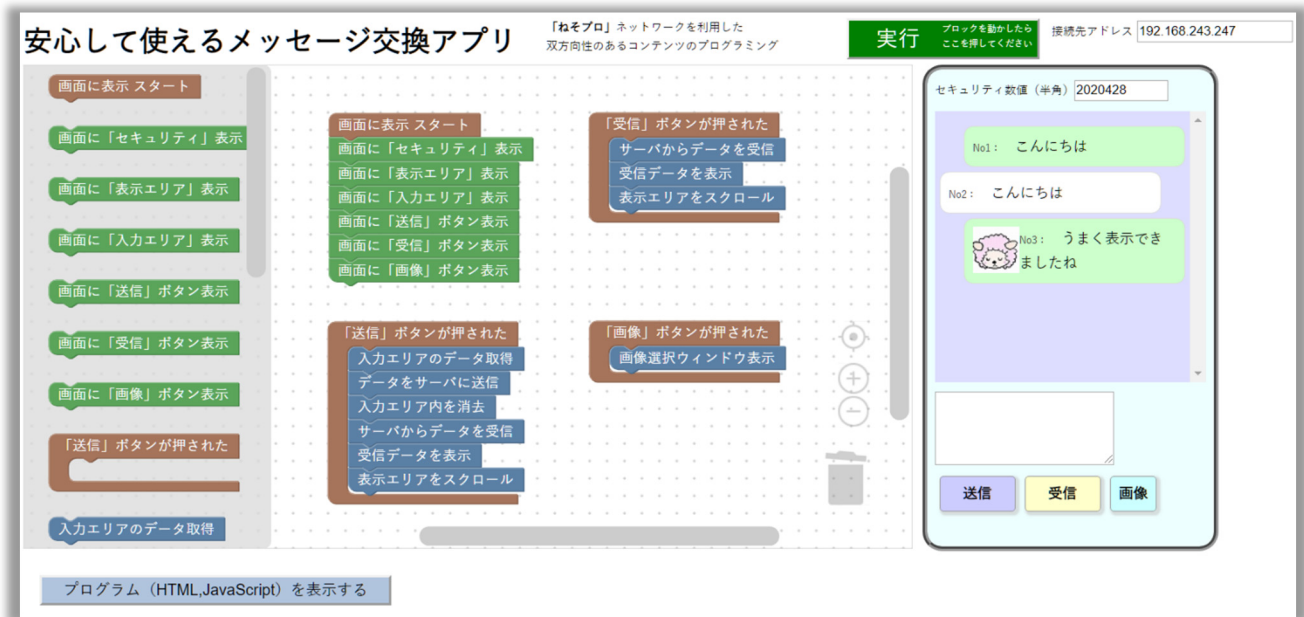 安心して使えるメッセージ交換アプリ
「ねそプロ」ネットワークを利用した
双方向性のあるコンテンツのプログラミング
実行
ブロックを動かしたら
ここを押してください
接続先アドレス 192.168.243.247
画面に表示 スタート
画面に「セキュリティ」表示
画面に「表示エリア」表示
画面に「入力エリア」表示
画面に「送信」ボタン表示
画面に「受信」ボタン表示
画面に「画像」ボタン表示
「送信」ボタンが押された
入力エリアのデータ取得
画面に表示 スタート
画面に「セキュリティ」表示
画面に「表示エリア」表示
画面に「入力エリア」表示
画面に「送信」ボタン表示
画面に「受信」ボタン表示
画面に「画像」ボタン表示
「受信」ボタンが押された
サーバからデータを受信
受信データを表示
表示エリアをスクロール
「送信」ボタンが押された
入力エリアのデータ取得
データをサーバに送信
入力エリア内を消去
サーバからデータを受信
受信データを表示
表示エリアをスクロール
「画像」ボタンが押された
画像選択ウィンドウ表示
セキュリティ数値（半角） 2020428
No1： こんにちは
No2： こんにちは
No3： うまく表示でき
ましたね
送信
受信
画像
プログラム（HTML,JavaScript）を表示する